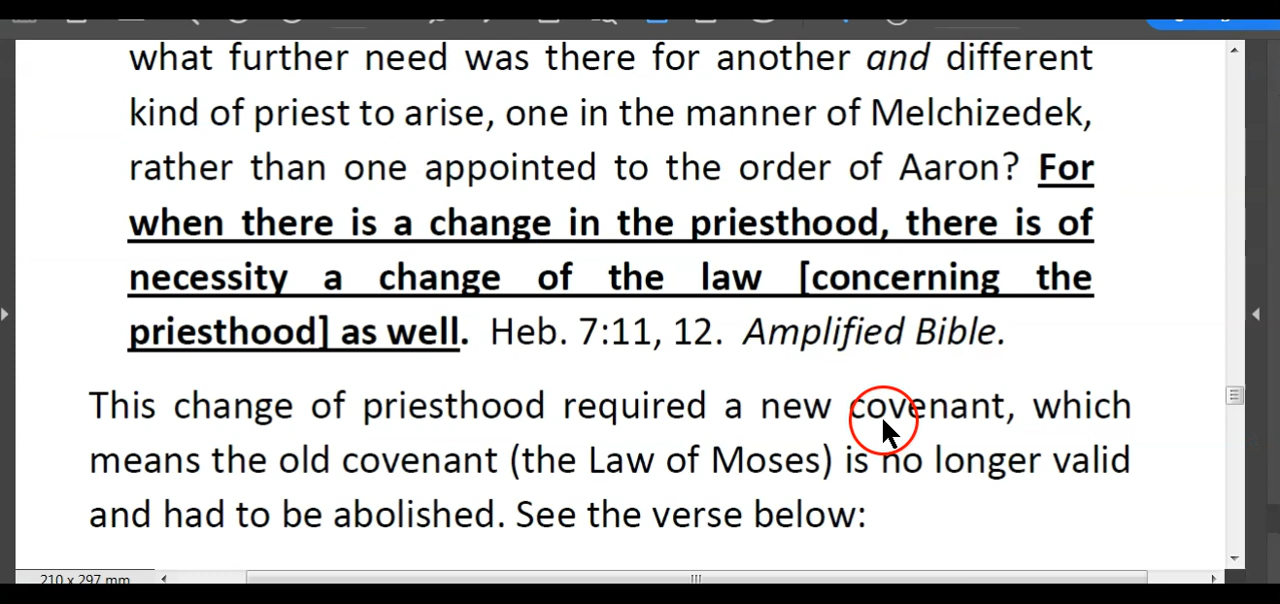 what further need was there for another and different
kind of priest to arise, one in the manner of Melchizedek,
rather than one appointed to the order of Aaron? For
when there is a change in the priesthood, there is of
necessity a change of the law [concerning the
priesthood] as well. Heb. 7:11, 12. Amplified Bible.
This change of priesthood required a new covenant, which
means the old covenant (the Law of Moses) is no longer valid
and had to be abolished. See the verse below:
210 x 297 mm